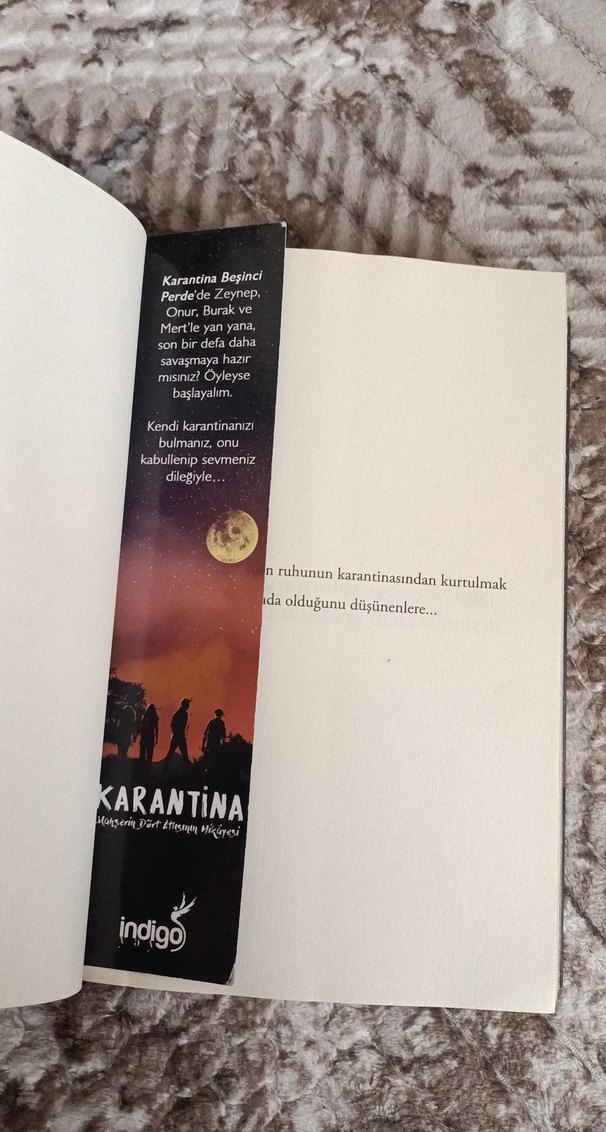 Karantina Beşinci
Perde'de Zeynep,
Onur, Burak ve
Mert'le yan yana,
son bir defa daha
savaşmaya hazır
mısınız? Öyleyse
başlayalım.
Kendi karantinanızı
bulmanız, onu
kabullenip sevmeniz
dileğiyle...
n ruhunun karantinasından kurtulmak
nda olduğunu düşünenlere...
KARANTİNA
Mahşerin Dört Atlısının Hikâyesi
indigo